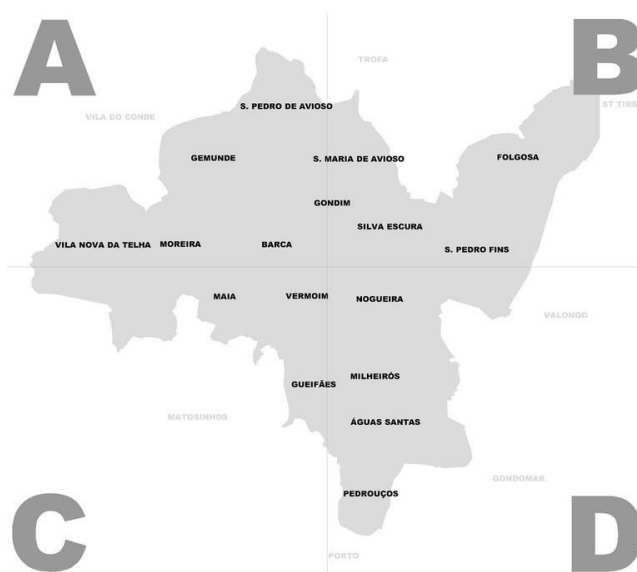 A
B
TROFA
S. PEDRO DE AVIOSO
ST TIRS
VILA DO CONDE
GEMUNDE
S. MARIA DE AVIOSO
FOLGOSA
GONDIM
SILVA ESCURA
VILA NOVA DA TELHA
MOREIRA
BARCA
S. PEDRO FINS
MAIA
VERMOIM
NOGUEIRA
VALONGO
MILHEIRÓS
GUEIFÃES
MATOSINHOS
ÁGUAS SANTAS
GONDOMAR
PEDROUÇOS
C
D
PORTO